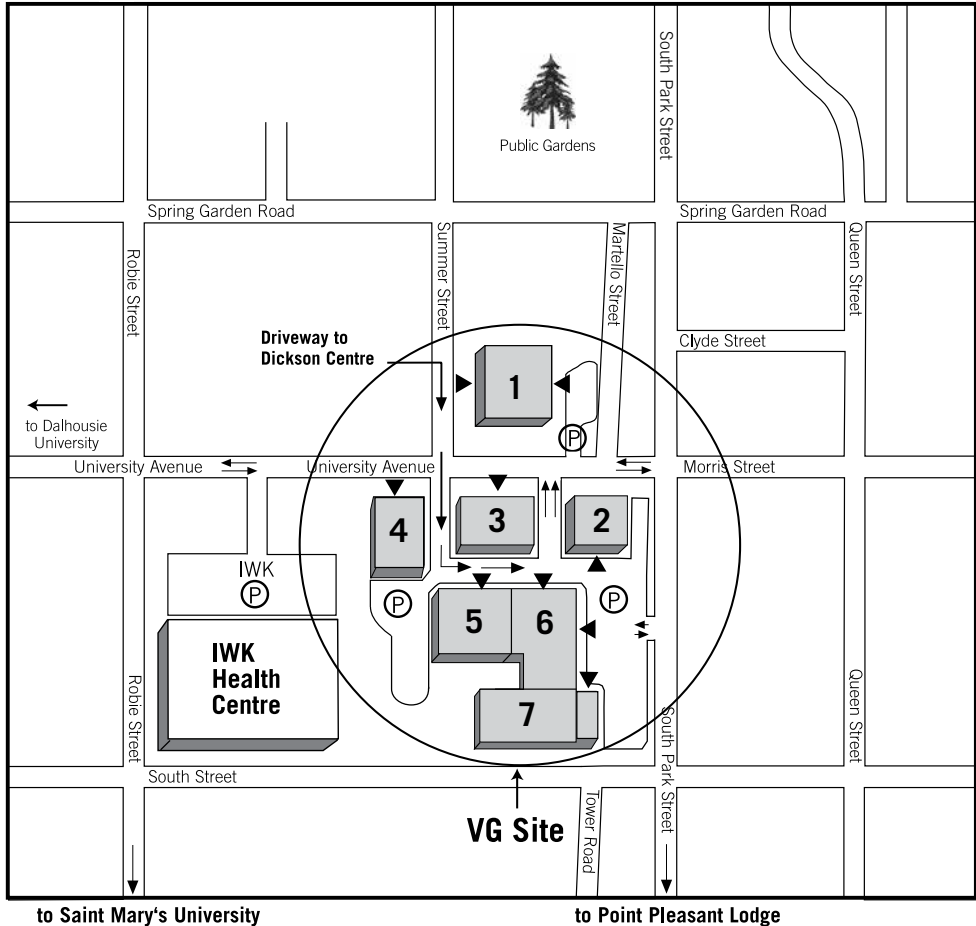 South Park Street
Public Gardens
Spring Garden Road
Spring Garden Road
Robie Street
Summer Street
Martello Street
Queen Street
Driveway to
Dickson Centre
Clyde Street
1
to Dalhousie
University
P
University Avenue
University Avenue
Morris Street
4
3
2
IWK
P
P
P
5
6
IWK
Health
Centre
7
Robie Street
South Park Street
Queen Street
South Street
VG Site
Tower Road
to Saint Mary's University
to Point Pleasant Lodge